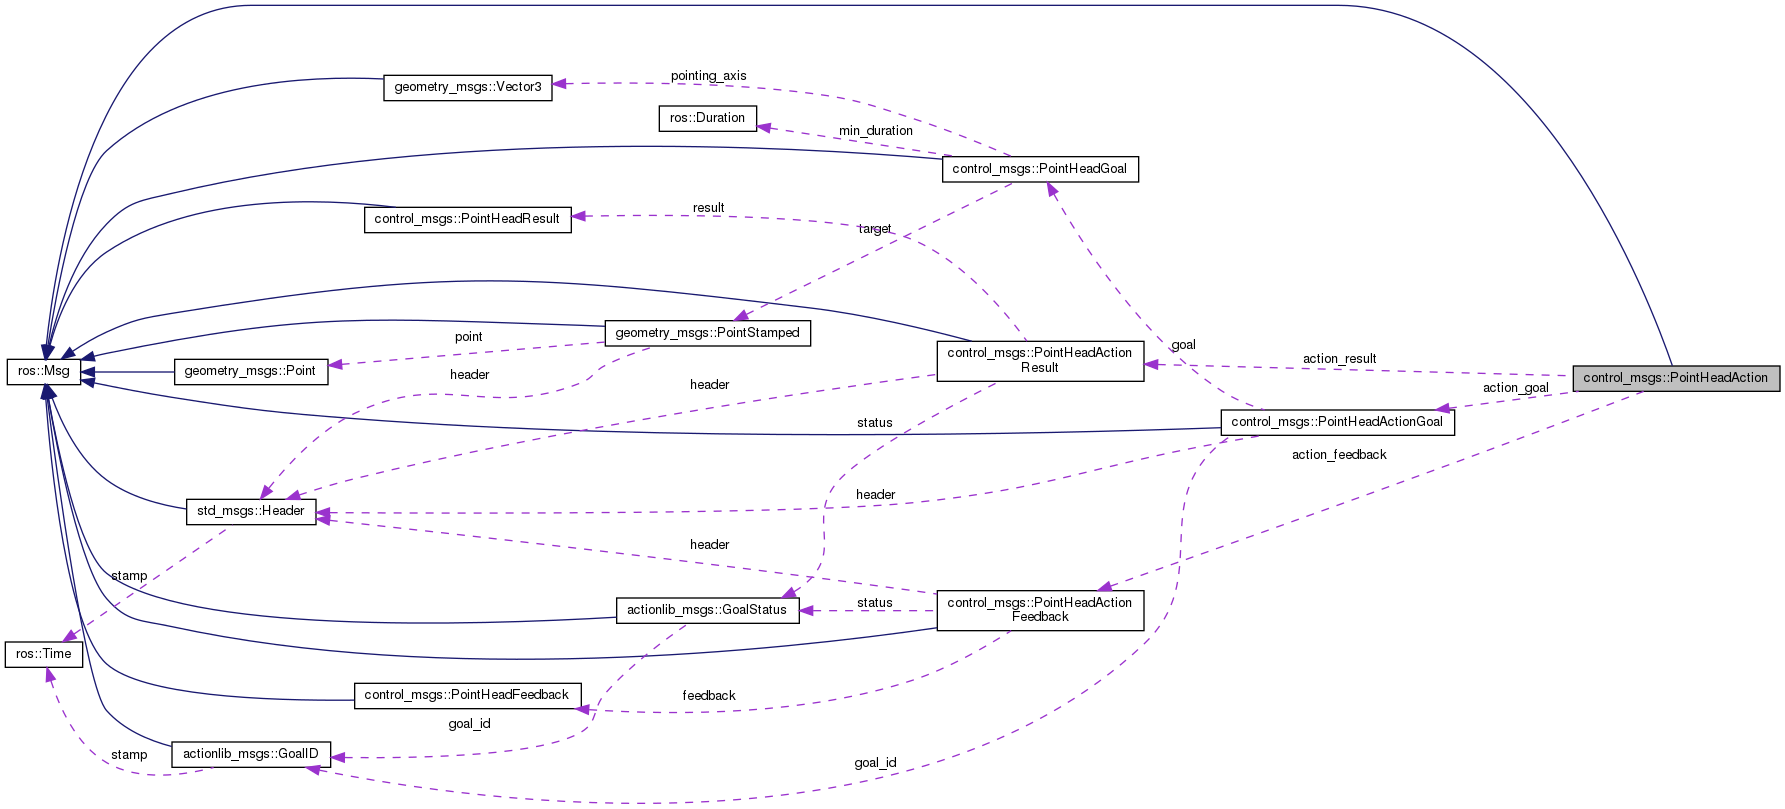 pointing_axis
geometry_msgs::Vector3
ros::Duration
min_duration
control_msgs::PointHeadGoal
result
control_msgs::PointHeadResult
target
geometry_msgs::PointStamped
point
goal
control_msgs::PointHeadAction
Result
action_result
ros::Msg
geometry_msgs::Point
header
header
control_msgs::PointHeadAction
action_goal
status
control_msgs::PointHeadActionGoal
action_feedback
header
std_msgs::Header
header
stamp
actionlib_msgs::GoalStatus
status
control_msgs::PointHeadAction
Feedback
ros::Time
control_msgs::PointHeadFeedback
feedback
goal_id
actionlib_msgs::GoalID
stamp
goal_id